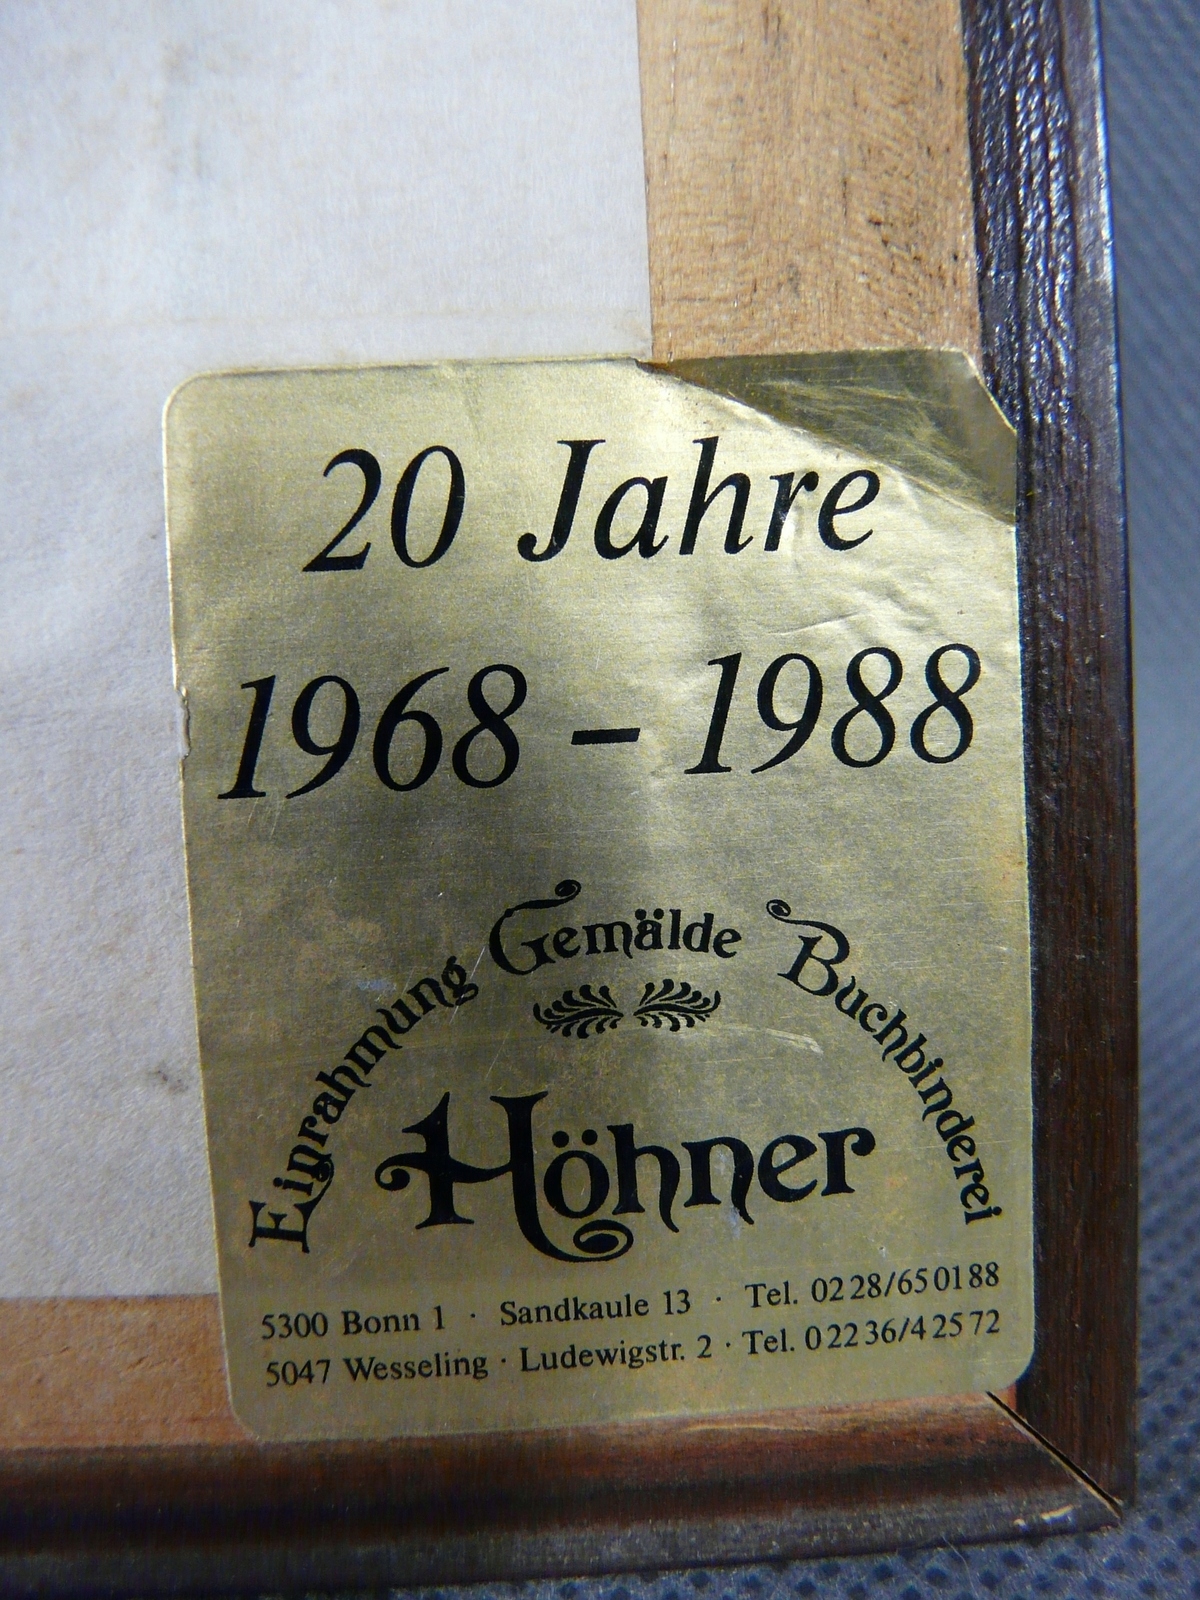 20 Jahre
1968 – 1988
Einrahmung Gemälde Buchbinderei
Höhner
5300 Bonn 1 · Sandkaule 13 · Tel. 0228/650188
5047 Wesseling · Ludewigstr. 2 · Tel. 02236/42572